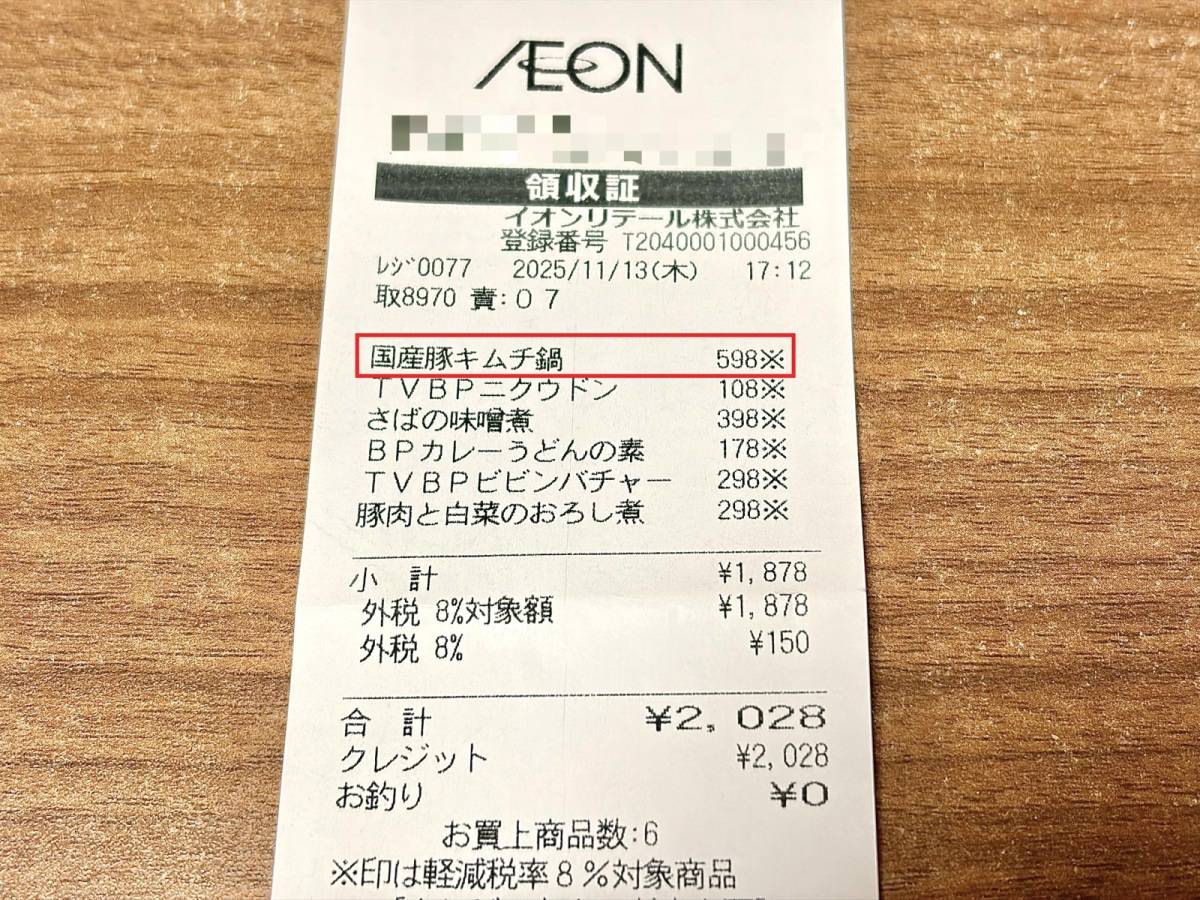 ÆON
領収証
イオンリテール株式会社
登録番号 T2040001000456
ﾚｼﾞ0077 2025/11/13(木) 17:12
取8970 責:07
国産豚キムチ鍋 598※
TVBPニクウドン 108※
さばの味噌煮 398※
BPカレーうどんの素 178※
TVBPビビンバチャー 298※
豚肉と白菜のおろし煮 298※
小 計 ¥1,878
外税 8%対象額 ¥1,878
外税 8% ¥150
合 計 ¥2,028
クレジット ¥2,028
お釣り ¥0
お買上商品数:6
※印は軽減税率8%対象商品